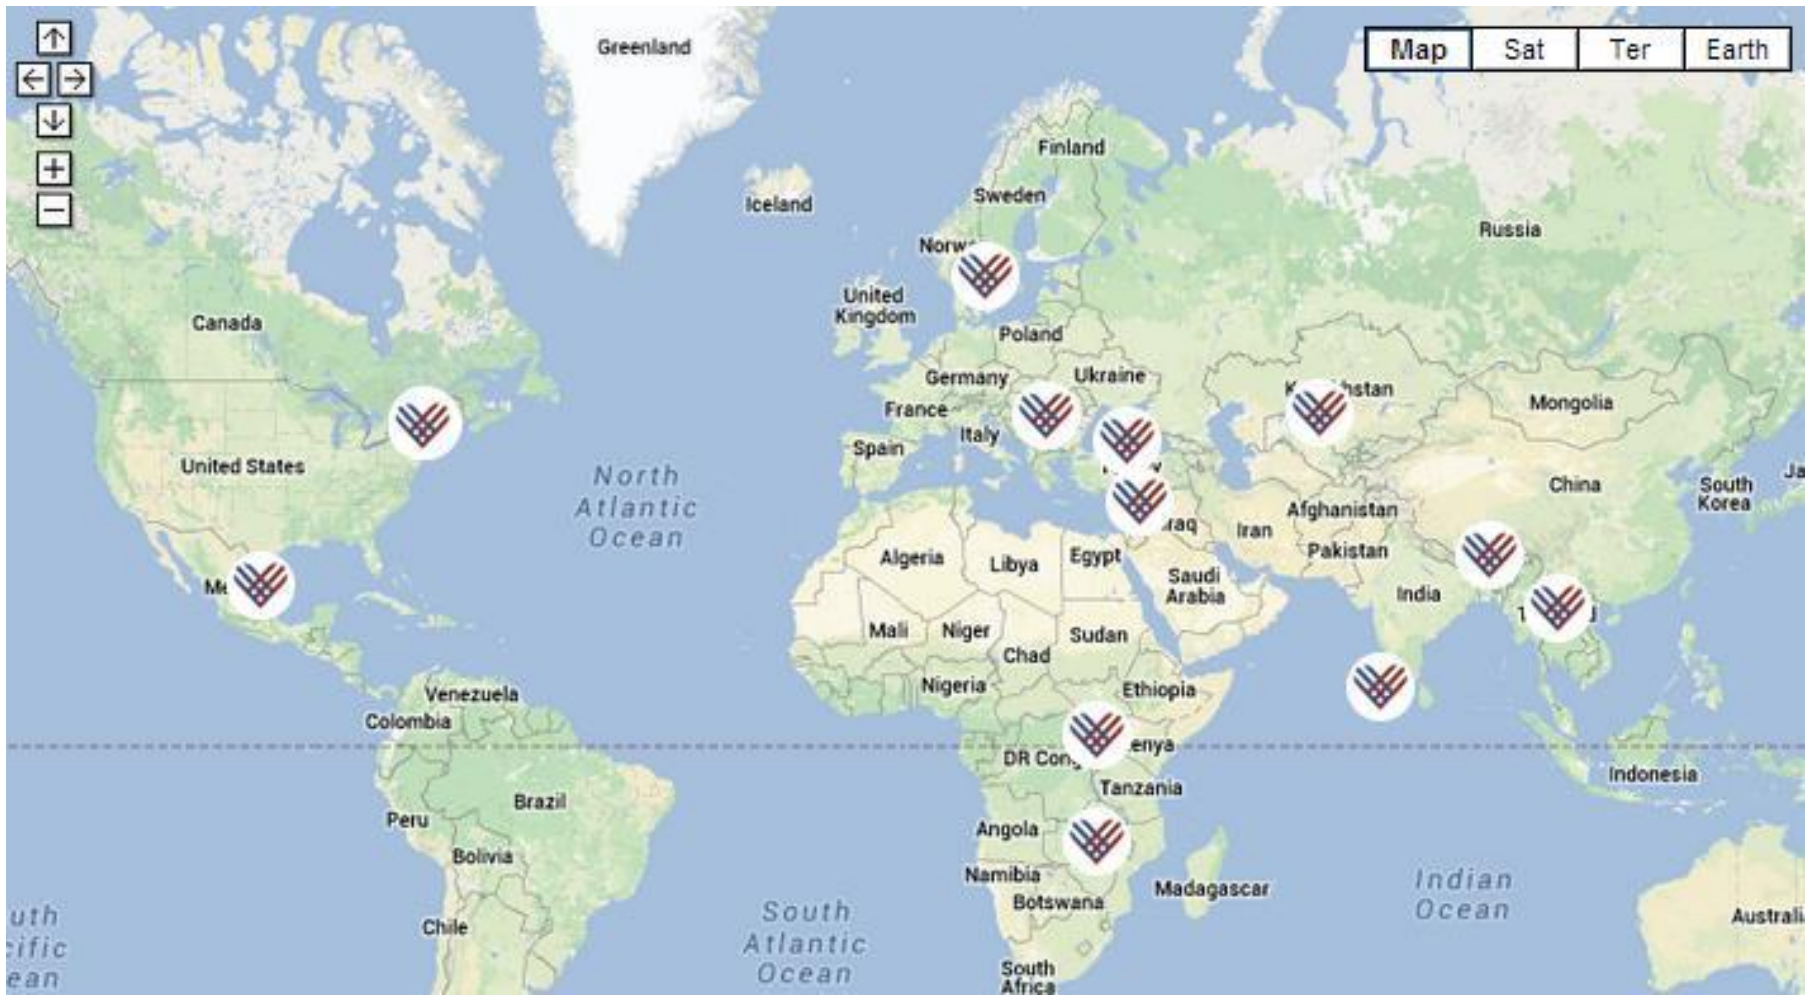 Greenland
Map Sat Ter Earth
Finland
Sweden
Iceland
Russia
United
Kingdom
Canada
Poland
Ukraine
Germany
France
Mongolia
Italy
Spain
United States
China
South
Korea
North
Atlantic
Ocean
Afghanistan
Iran
Pakistan
Algeria
Libya
Egypt
Saudi
Arabia
India
Mali
Niger
Sudan
Chad
Nigeria
Ethiopia
Venezuela
Colombia
Indonesia
Tanzania
Brazil
Peru
Angola
Bolivia
Namibia
Madagascar
Botswana
Indian
Ocean
South
Atlantic
Ocean
Chile
South
Africa